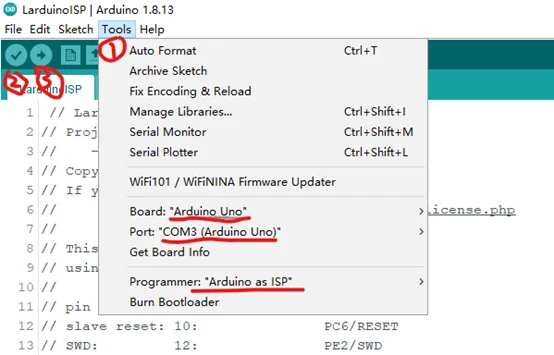 LarduinoISP | Arduino 1.8.13
File Edit Sketch Tools Help
1
Auto Format Ctrl+T
Archive Sketch
2 3
LarduinoISP
Fix Encoding & Reload
Manage Libraries... Ctrl+Shift+I
Serial Monitor Ctrl+Shift+M
Serial Plotter Ctrl+Shift+L
WiFi101 / WiFiNINA Firmware Updater
Board: "Arduino Uno"
Port: "COM3 (Arduino Uno)"
Get Board Info
Programmer: "Arduino as ISP"
Burn Bootloader
1 // Lar
2 // Proj
3 // -
4 // Copy
5 // If y
6 // icense.php
7 //
8 // This
9 // usin
10 //
11 // pin
12 // slave reset: 10: PC6/RESET
13 // SWD: 12: PE2/SWD